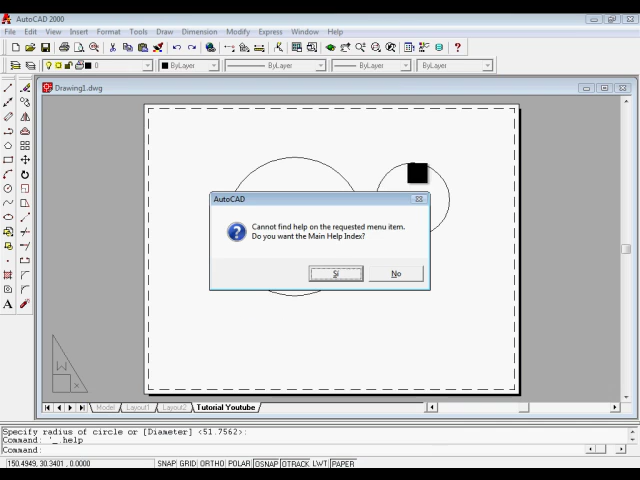 AutoCAD 2000
File Edit View Insert Format Tools Draw Dimension Modify Express Window Help
0 ByLayer ByLayer ByLayer ByLayer
Drawing1.dwg
AutoCAD
Cannot find help on the requested menu item.
Do you want the Main Help Index?
Sí No
W
X
A
Model Layout1 Layout2 Tutorial Youtube
Specify radius of circle or [Diameter] <51.7562>:
Command: '_.help
Command:
150.4949, 30.3401 , 0.0000 SNAP GRID ORTHO POLAR OSNAP OTRACK LWT PAPER